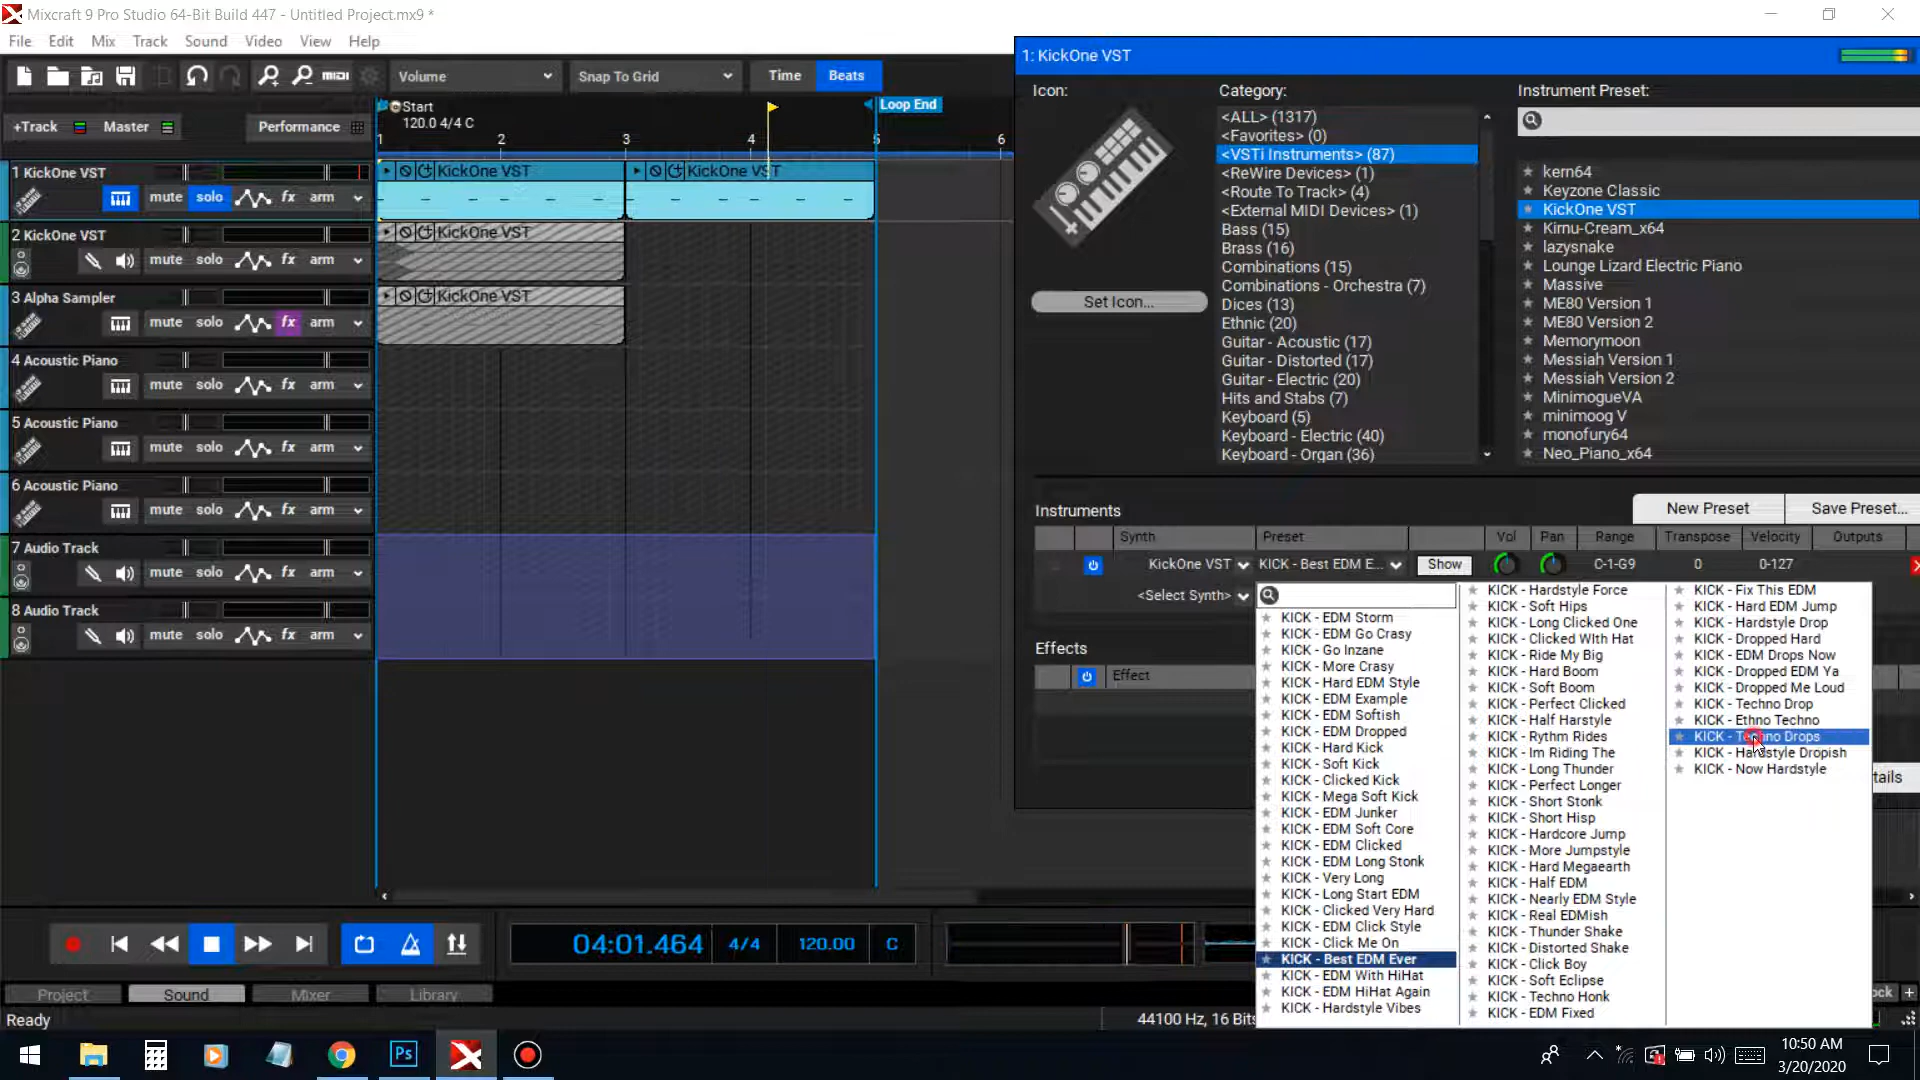 Mixcraft 9 Pro Studio 64-Bit Build 447 - Untitled Project.mx9 *
File Edit Mix Track Sound Video View Help
MIDI
Volume
Snap To Grid
Time
Beats
+Track
Master
Performance
Start
120.0 4/4 C
Loop End
1 2 3 4 5 6
1 KickOne VST
mute solo fx arm
KickOne VST
KickOne VST
2 KickOne VST
mute solo fx arm
KickOne VST
3 Alpha Sampler
mute solo fx arm
KickOne VST
4 Acoustic Piano
mute solo fx arm
5 Acoustic Piano
mute solo fx arm
6 Acoustic Piano
mute solo fx arm
7 Audio Track
mute solo fx arm
8 Audio Track
mute solo fx arm
1: KickOne VST
Icon:
Set Icon...
Category:
<ALL> (1317)
<Favorites> (0)
<VSTi Instruments> (87)
<ReWire Devices> (1)
<Route To Track> (4)
<External MIDI Devices> (1)
Bass (15)
Brass (16)
Combinations (15)
Combinations - Orchestra (7)
Dices (13)
Ethnic (20)
Guitar - Acoustic (17)
Guitar - Distorted (17)
Guitar - Electric (20)
Hits and Stabs (7)
Keyboard (5)
Keyboard - Electric (40)
Keyboard - Organ (36)
Instrument Preset:
kern64
Keyzone Classic
KickOne VST
Kirnu-Cream_x64
lazysnake
Lounge Lizard Electric Piano
Massive
ME80 Version 1
ME80 Version 2
Memorymoon
Messiah Version 1
Messiah Version 2
MinimogueVA
minimoog V
monofury64
Neo_Piano_x64
Instruments
New Preset
Save Preset...
Synth Preset Vol Pan Range Transpose Velocity Outputs
KickOne VST KICK - Best EDM E... Show C-1-G9 0 0-127
<Select Synth>
Effects
Effect
KICK - EDM Storm
KICK - EDM Go Crasy
KICK - Go Inzane
KICK - More Crasy
KICK - Hard EDM Style
KICK - EDM Example
KICK - EDM Softish
KICK - EDM Dropped
KICK - Hard Kick
KICK - Soft Kick
KICK - Clicked Kick
KICK - Mega Soft Kick
KICK - EDM Junker
KICK - EDM Soft Core
KICK - EDM Clicked
KICK - EDM Long Stonk
KICK - Very Long
KICK - Long Start EDM
KICK - Clicked Very Hard
KICK - EDM Click Style
KICK - Click Me On
KICK - Best EDM Ever
KICK - EDM With HiHat
KICK - EDM HiHat Again
KICK - Hardstyle Vibes
KICK - Hardstyle Force
KICK - Soft Hips
KICK - Long Clicked One
KICK - Clicked WIth Hat
KICK - Ride My Big
KICK - Hard Boom
KICK - Soft Boom
KICK - Perfect Clicked
KICK - Half Harstyle
KICK - Rythm Rides
KICK - Im Riding The
KICK - Long Thunder
KICK - Perfect Longer
KICK - Short Stonk
KICK - Short Hisp
KICK - Hardcore Jump
KICK - More Jumpstyle
KICK - Hard Megaearth
KICK - Half EDM
KICK - Nearly EDM Style
KICK - Real EDMish
KICK - Thunder Shake
KICK - Distorted Shake
KICK - Click Boy
KICK - Soft Eclipse
KICK - Techno Honk
KICK - EDM Fixed
KICK - Fix This EDM
KICK - Hard EDM Jump
KICK - Hardstyle Drop
KICK - Dropped Hard
KICK - EDM Drops Now
KICK - Dropped EDM Ya
KICK - Dropped Me Loud
KICK - Techno Drop
KICK - Ethno Techno
KICK - Techno Drops
KICK - Hardstyle Dropish
KICK - Now Hardstyle
tails
04:01.464 4/4 120.00 C
Project
Sound
Mixer
Library
ock +
Ready
44100 Hz, 16 Bits
Ps
10:50 AM
3/20/2020